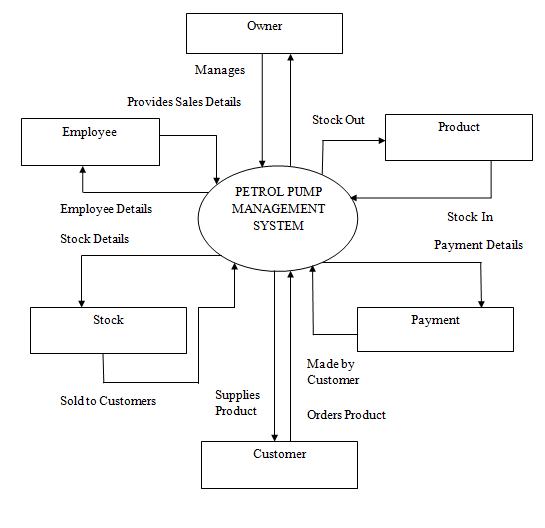 Owner
Manages
Provides Sales Details
Stock Out
Employee
Product
PETROL PUMP
MANAGEMENT
SYSTEM
Employee Details
Stock In
Stock Details
Payment Details
Stock
Payment
Made by
Customer
Sold to Customers
Supplies
Product
Orders Product
Customer